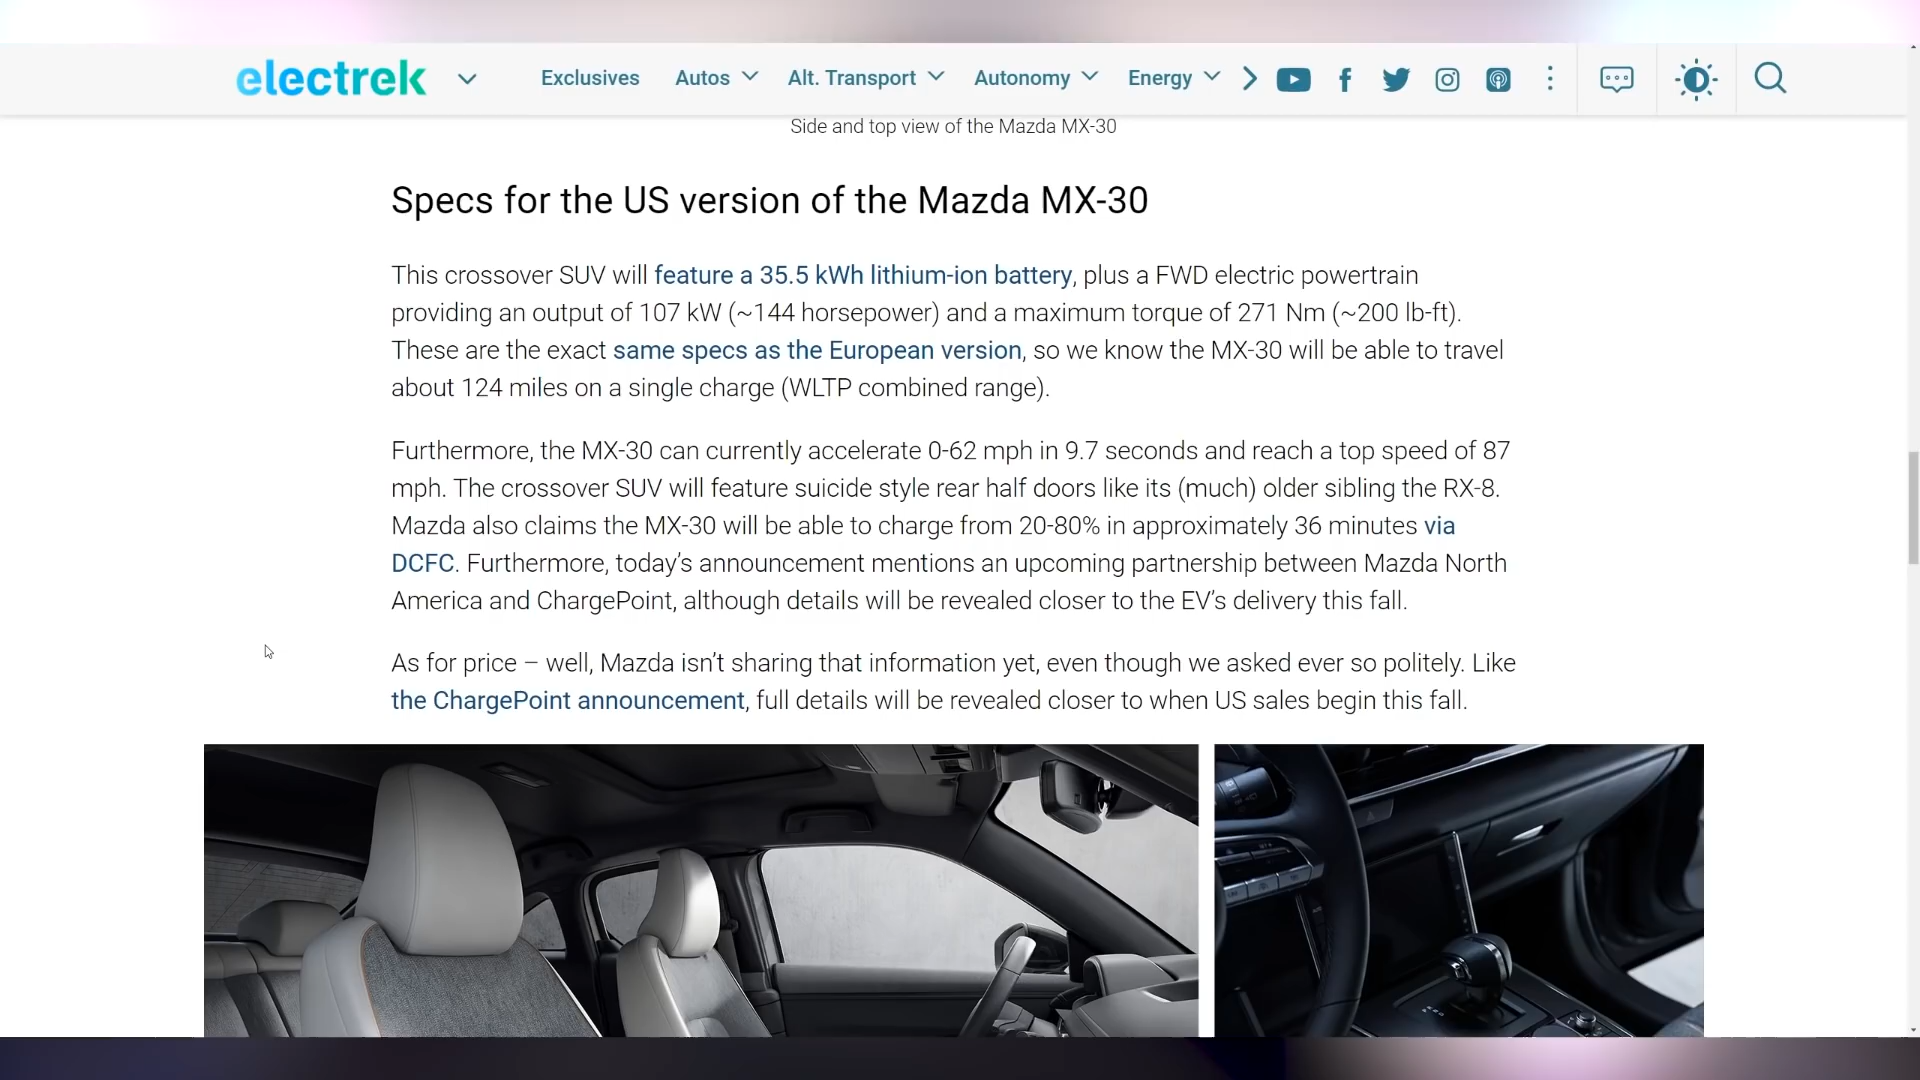 electrek
Exclusives Autos Alt. Transport Autonomy Energy
Side and top view of the Mazda MX-30
Specs for the US version of the Mazda MX-30
This crossover SUV will feature a 35.5 kWh lithium-ion battery, plus a FWD electric powertrain
providing an output of 107 kW (~144 horsepower) and a maximum torque of 271 Nm (~200 lb-ft).
These are the exact same specs as the European version, so we know the MX-30 will be able to travel
about 124 miles on a single charge (WLTP combined range).
Furthermore, the MX-30 can currently accelerate 0-62 mph in 9.7 seconds and reach a top speed of 87
mph. The crossover SUV will feature suicide style rear half doors like its (much) older sibling the RX-8.
Mazda also claims the MX-30 will be able to charge from 20-80% in approximately 36 minutes via
DCFC. Furthermore, today’s announcement mentions an upcoming partnership between Mazda North
America and ChargePoint, although details will be revealed closer to the EV’s delivery this fall.
As for price – well, Mazda isn’t sharing that information yet, even though we asked ever so politely. Like
the ChargePoint announcement, full details will be revealed closer to when US sales begin this fall.